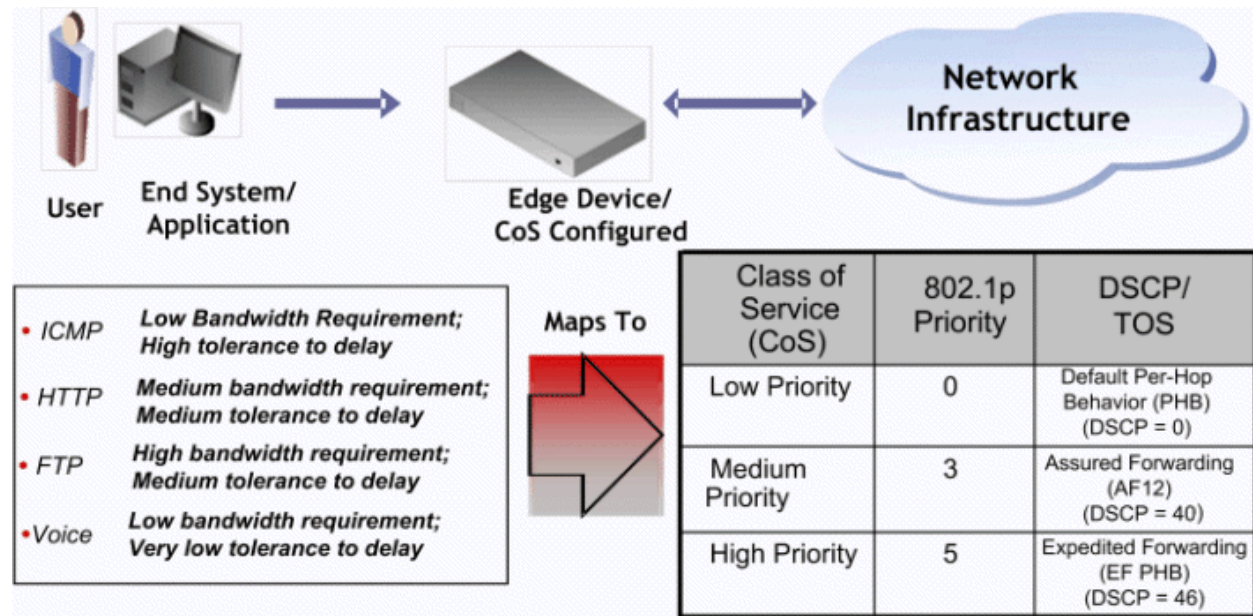 Network
Infrastructure
User
End System/
Application
Edge Device/
CoS Configured
• ICMP Low Bandwidth Requirement;
High tolerance to delay
• HTTP Medium bandwidth requirement;
Medium tolerance to delay
• FTP High bandwidth requirement;
Medium tolerance to delay
•Voice Low bandwidth requirement;
Very low tolerance to delay
Maps To
Class of
Service
(CoS)
802.1p
Priority
DSCP/
TOS
Low Priority
0
Default Per-Hop
Behavior (PHB)
(DSCP = 0)
Medium
Priority
3
Assured Forwarding
(AF12)
(DSCP = 40)
High Priority
5
Expedited Forwarding
(EF PHB)
(DSCP = 46)